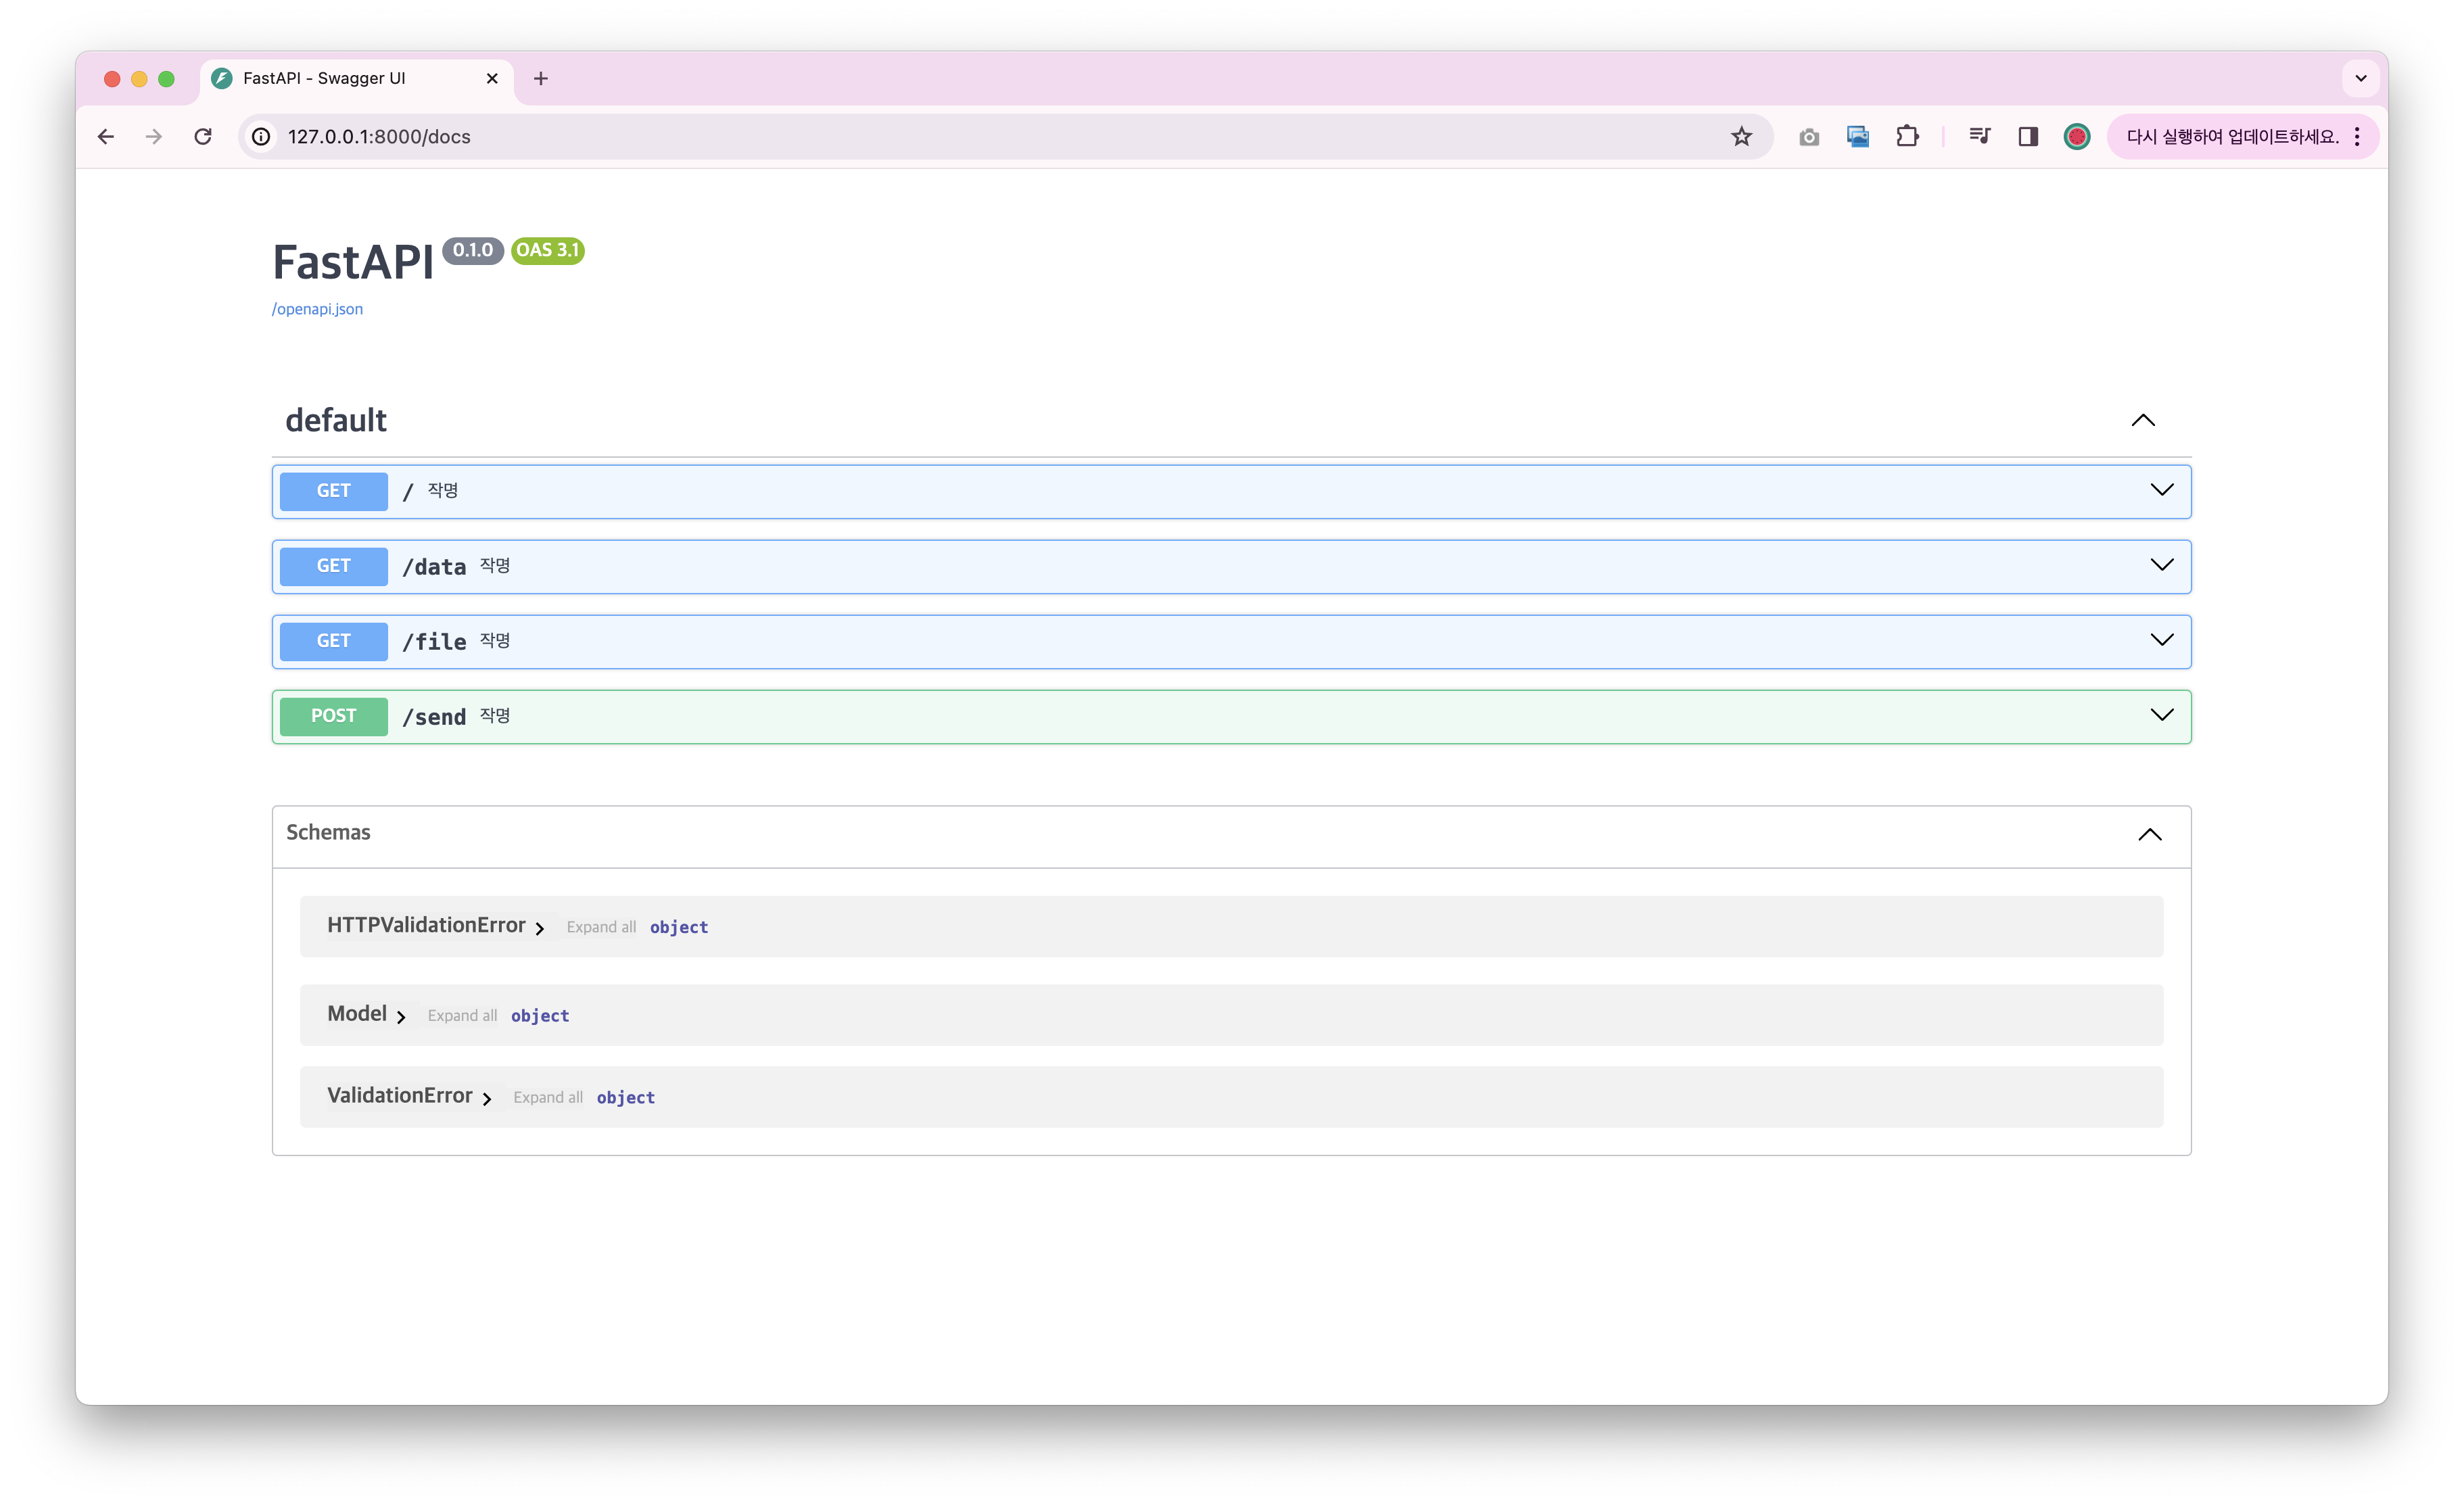 FastAPI - Swagger UI
127.0.0.1:8000/docs
다시 실행하여 업데이트하세요.
FastAPI 0.1.0 OAS 3.1
/openapi.json
default
GET / 작명
GET /data 작명
GET /file 작명
POST /send 작명
Schemas
HTTPValidationError Expand all object
Model Expand all object
ValidationError Expand all object